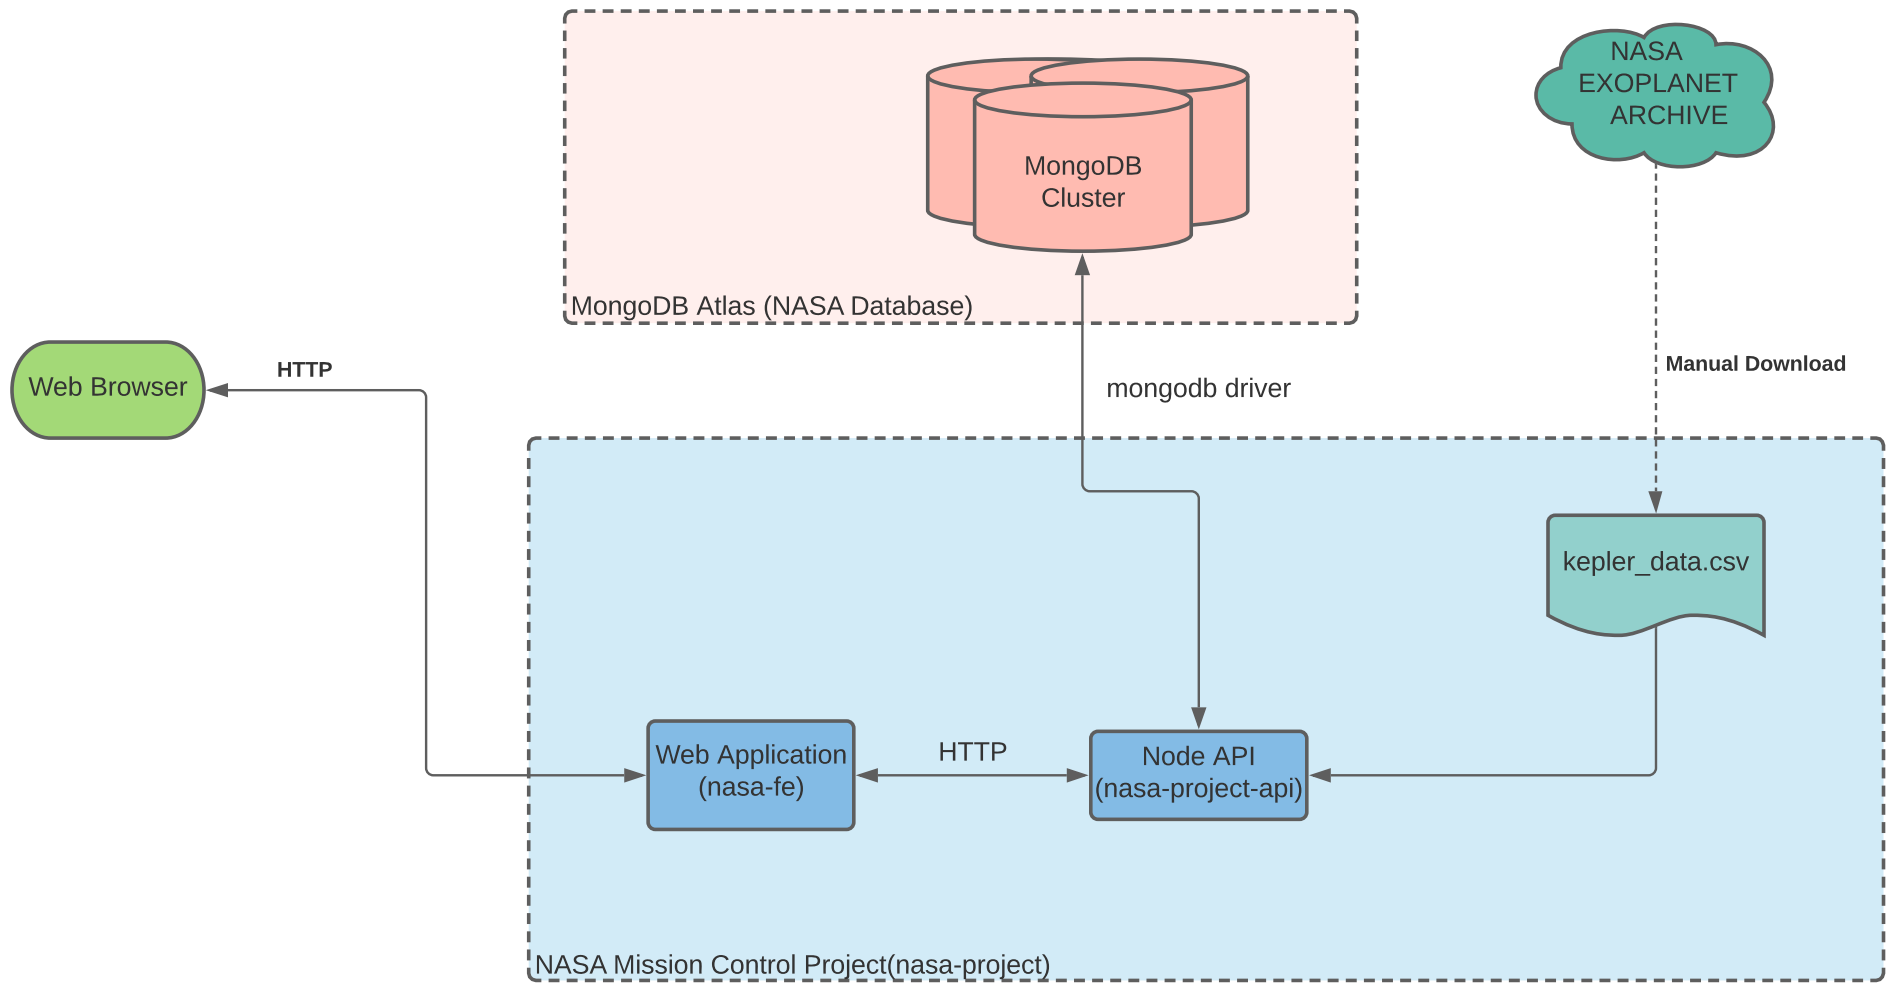 NASA
EXOPLANET
ARCHIVE
MongoDB
Cluster
MongoDB Atlas (NASA Database)
Web Browser
HTTP
mongodb driver
Manual Download
kepler_data.csv
Web Application
(nasa-fe)
HTTP
Node API
(nasa-project-api)
NASA Mission Control Project(nasa-project)